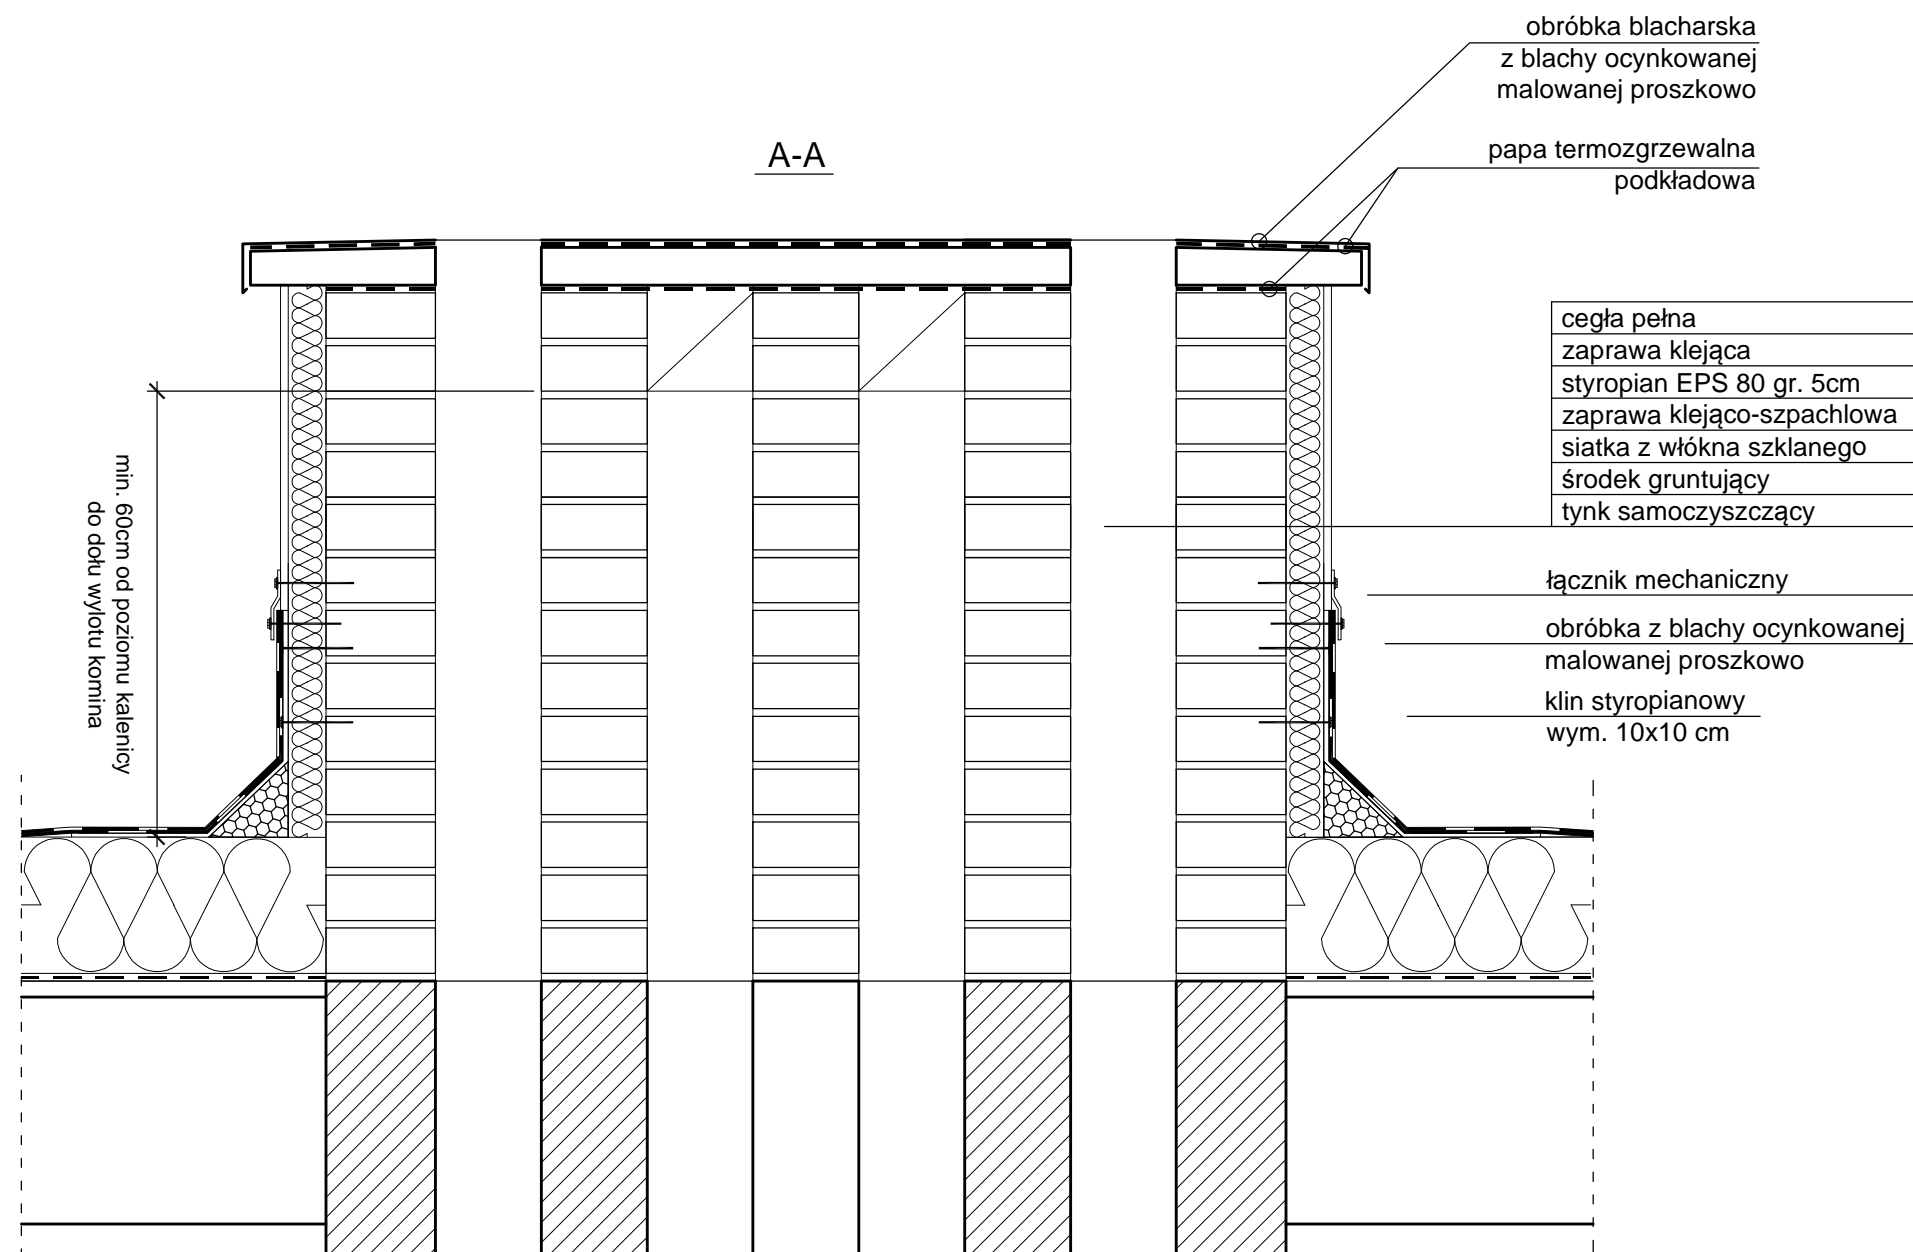 obróbka blacharska
z blachy ocynkowanej
malowanej proszkowo
A-A
papa termozgrzewalna
podkładowa
cegła pełna
zaprawa klejąca
styropian EPS 80 gr. 5cm
zaprawa klejąco-szpachlowa
siatka z włókna szklanego
środek gruntujący
tynk samoczyszczący
min. 60cm od poziomu kalenicy
do dołu wylotu komina
łącznik mechaniczny
obróbka z blachy ocynkowanej
malowanej proszkowo
klin styropianowy
wym. 10x10 cm